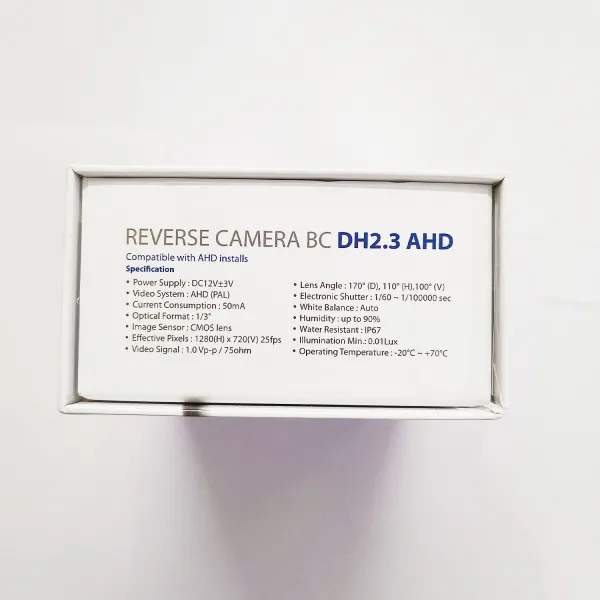 REVERSE CAMERA BC DH2.3 AHD
Compatible with AHD installs
Specification
• Power Supply : DC12V±3V
• Video System : AHD (PAL)
• Current Consumption : 50mA
• Optical Format : 1/3"
• Image Sensor : CMOS lens
• Effective Pixels : 1280(H) x 720(V) 25fps
• Video Signal : 1.0 Vp-p / 75ohm
• Lens Angle : 170° (D), 110° (H),100° (V)
• Electronic Shutter : 1/60 ~ 1/100000 sec
• White Balance : Auto
• Humidity : up to 90%
• Water Resistant : IP67
• Illumination Min.: 0.01Lux
• Operating Temperature : -20°C ~ +70°C